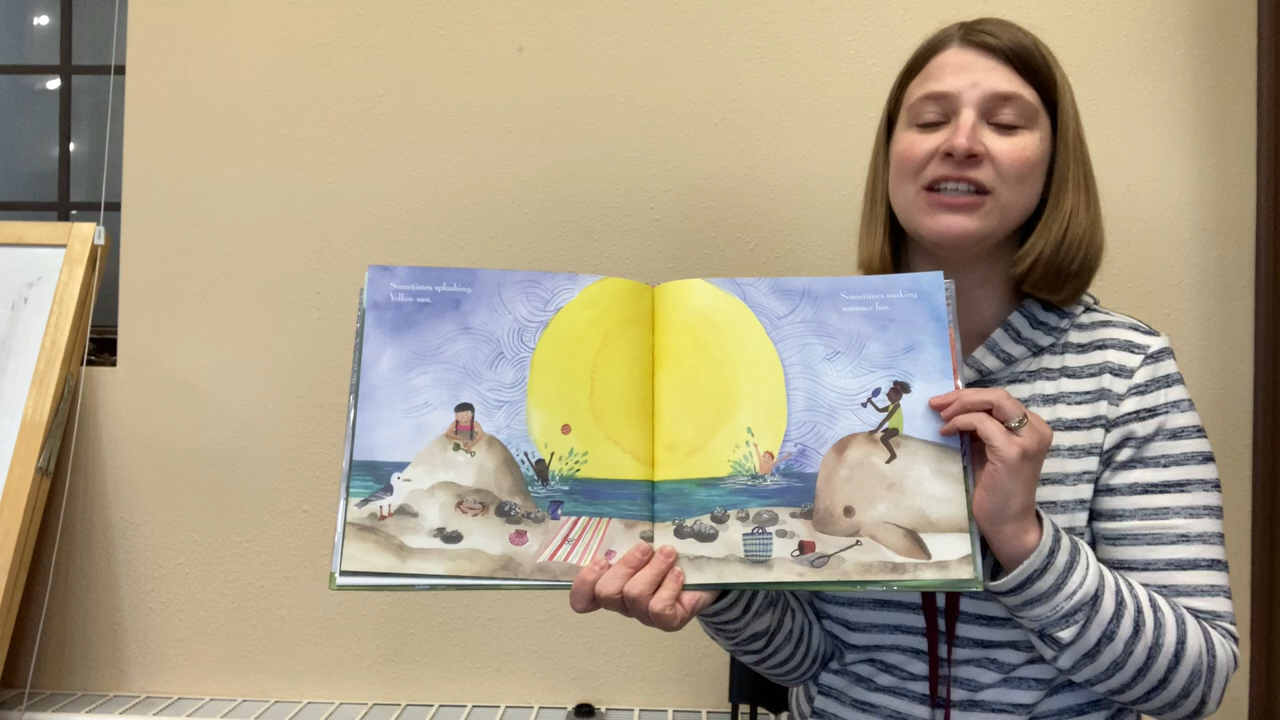 Sometimes splashing.
Yellow sun.
Sometimes soaking
summer fun.